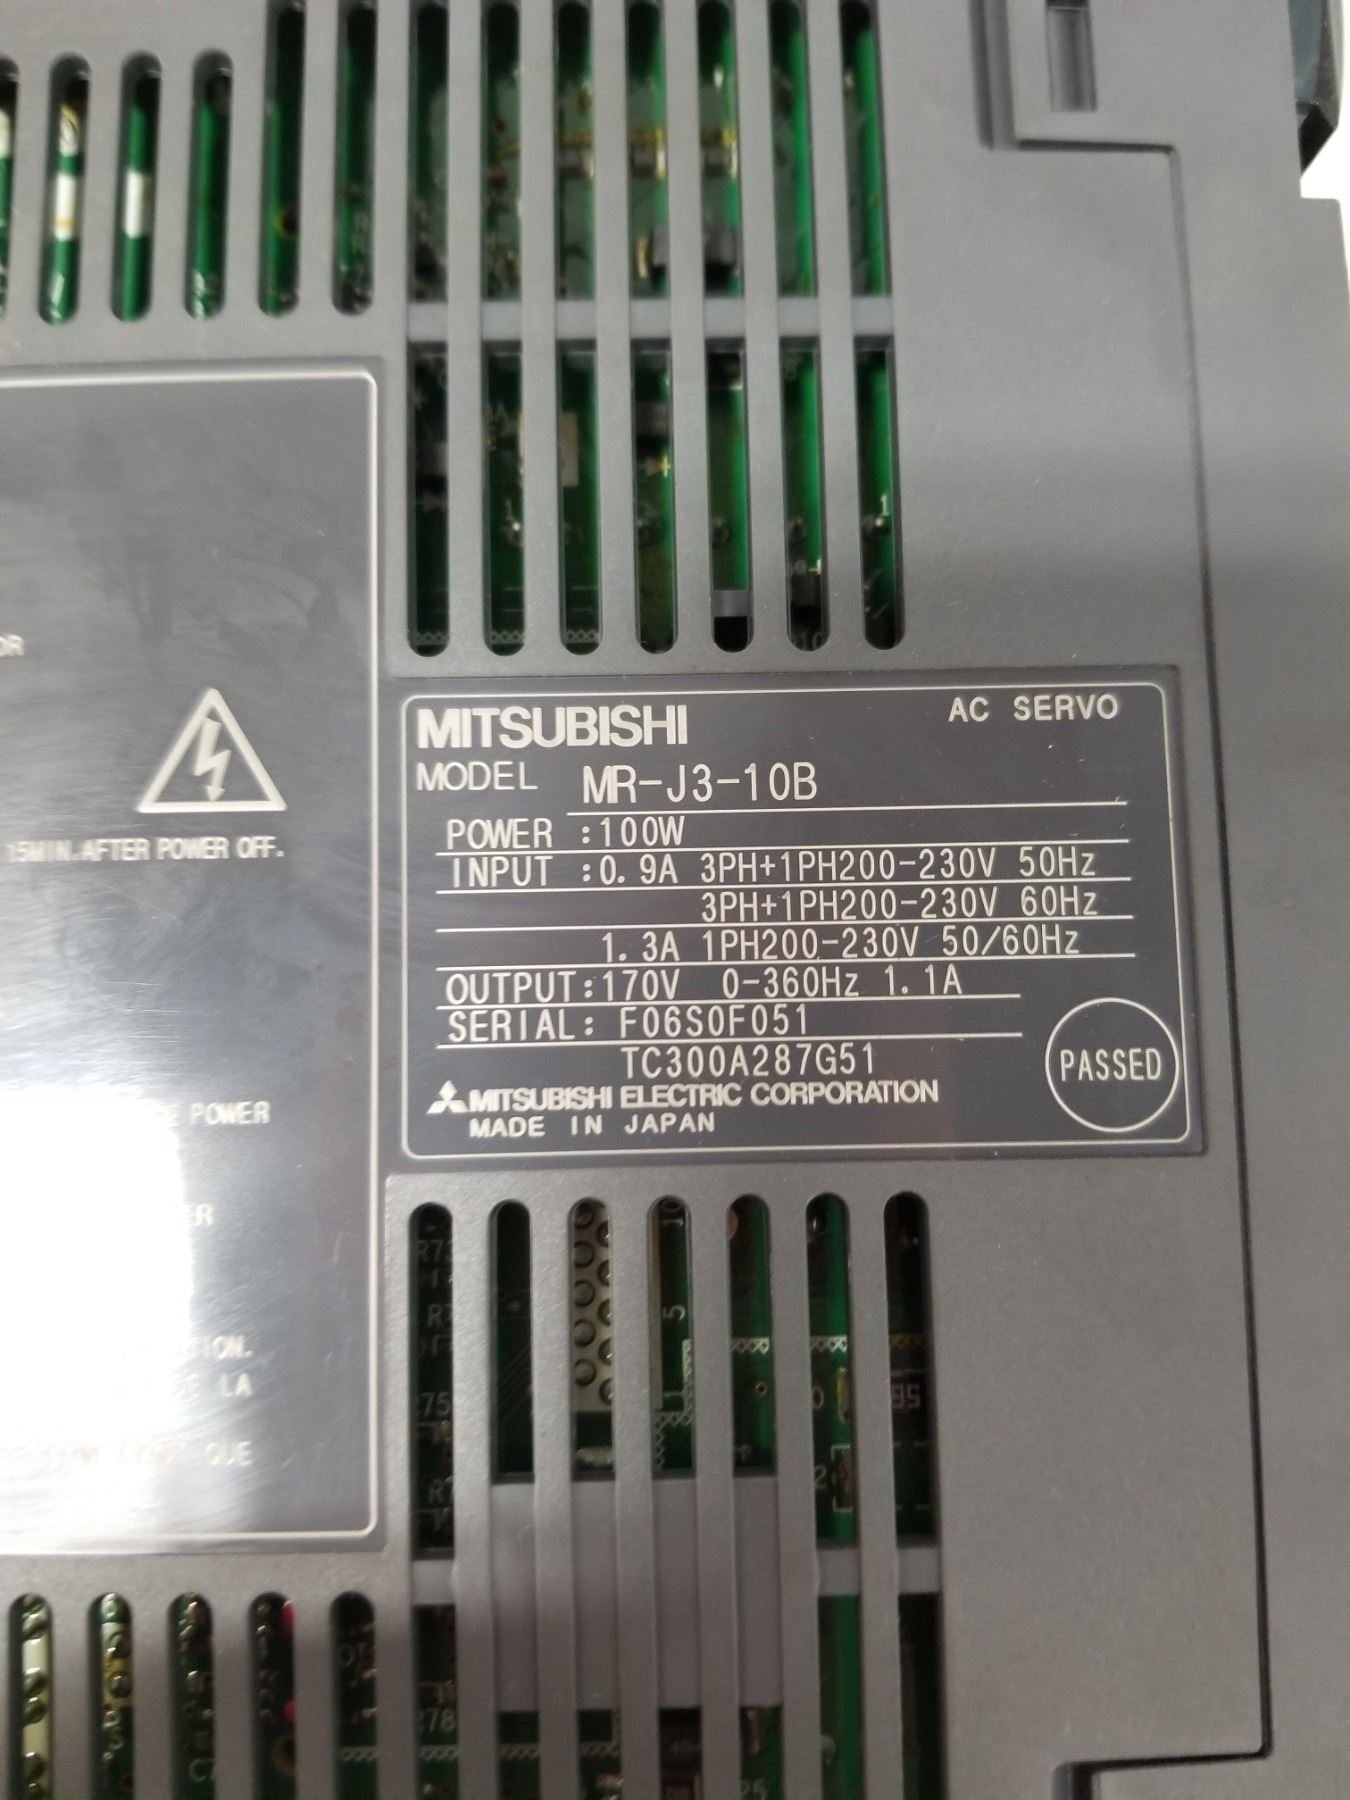 OR
15MIN.AFTER POWER OFF.
POWER
TION.
LA
QUE
MITSUBISHI
AC SERVO
MODEL MR-J3-10B
POWER :100W
INPUT :0.9A 3PH+1PH200-230V 50Hz
3PH+1PH200-230V 60Hz
1.3A 1PH200-230V 50/60Hz
OUTPUT:170V 0-360Hz 1.1A
SERIAL: F06S0F051
TC300A287G51
PASSED
MITSUBISHI ELECTRIC CORPORATION
MADE IN JAPAN